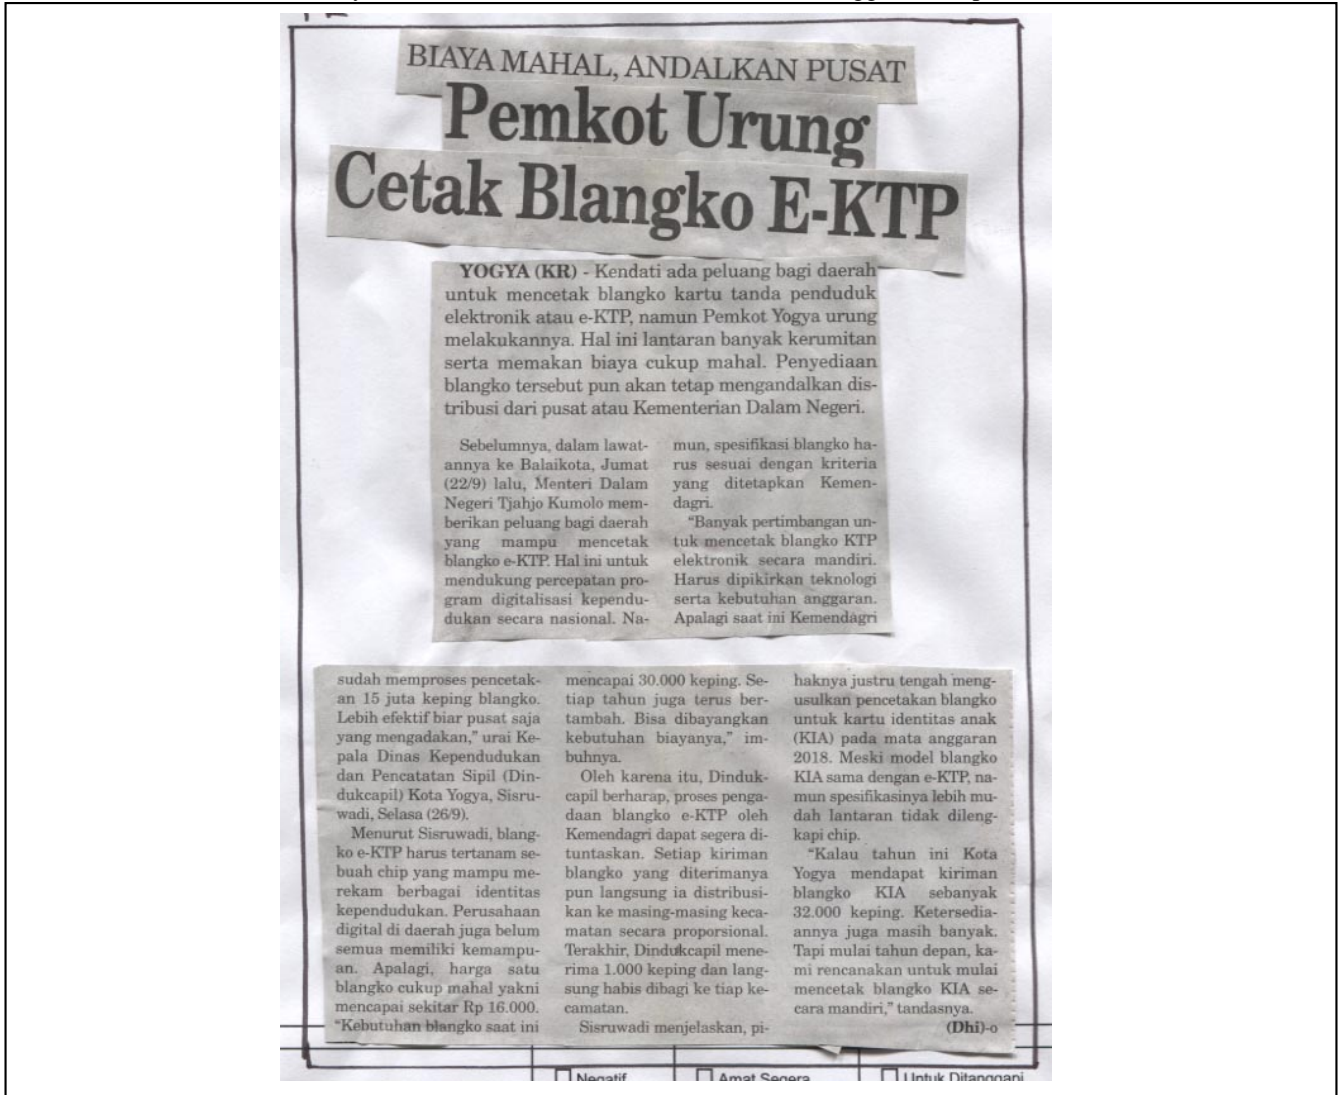 BIAYA MAHAL, ANDALKAN PUSAT
Pemkot Urung
Cetak Blangko E-KTP
YOGYA (KR) - Kendati ada peluang bagi daerah
untuk mencetak blangko kartu tanda penduduk
elektronik atau e-KTP, namun Pemkot Yogya urung
melakukannya. Hal ini lantaran banyak kerumitan
serta memakan biaya cukup mahal. Penyediaan
blangko tersebut pun akan tetap mengandalkan dis-
tribusi dari pusat atau Kementerian Dalam Negeri.
Sebelumnya, dalam lawat-
annya ke Balaikota, Jumat
(22/9) lalu, Menteri Dalam
Negeri Tjahjo Kumolo mem-
berikan peluang bagi daerah
yang mampu mencetak
blangko e-KTP. Hal ini untuk
mendukung percepatan pro-
gram digitalisasi kependu-
dukan secara nasional. Na-
mun, spesifikasi blangko ha-
rus sesuai dengan kriteria
yang ditetapkan Kemen-
dagri.
"Banyak pertimbangan un-
tuk mencetak blangko KTP
elektronik secara mandiri.
Harus dipikirkan teknologi
serta kebutuhan anggaran.
Apalagi saat ini Kemendagri
sudah memproses pencetak-
an 15 juta keping blangko.
Lebih efektif biar pusat saja
yang mengadakan," urai Ke-
pala Dinas Kependudukan
dan Pencatatan Sipil (Din-
dukcapil) Kota Yogya, Sisru-
wadi, Selasa (26/9).
Menurut Sisruwadi, blang-
ko e-KTP harus tertanam se-
buah chip yang mampu me-
rekam berbagai identitas
kependudukan. Perusahaan
digital di daerah juga belum
semua memiliki kemampu-
an. Apalagi, harga satu
blangko cukup mahal yakni
mencapai sekitar Rp 16.000.
"Kebutuhan blangko saat ini
mencapai 30.000 keping. Se-
tiap tahun juga terus ber-
tambah. Bisa dibayangkan
kebutuhan biayanya," im-
buhnya.
Oleh karena itu, Dinduk-
capil berharap, proses penga-
daan blangko e-KTP oleh
Kemendagri dapat segera di-
tuntaskan. Setiap kiriman
blangko yang diterimanya
pun langsung ia distribusi-
kan ke masing-masing keca-
matan secara proporsional.
Terakhir, Dindukcapil mene-
rima 1.000 keping dan lang-
sung habis dibagi ke tiap ke-
camatan.
Sisruwadi menjelaskan, pi-
haknya justru tengah meng-
usulkan pencetakan blangko
untuk kartu identitas anak
(KIA) pada mata anggaran
2018. Meski model blangko
KIA sama dengan e-KTP, na-
mun spesifikasinya lebih mu-
dah lantaran tidak dileng-
kapi chip.
"Kalau tahun ini Kota
Yogya mendapat kiriman
blangko KIA sebanyak
32.000 keping. Ketersedia-
annya juga masih banyak.
Tapi mulai tahun depan, ka-
mi rencanakan untuk mulai
mencetak blangko KIA se-
cara mandiri," tandasnya.
(Dhi)-o
Negatif Amat Segera Untuk Ditanggapi